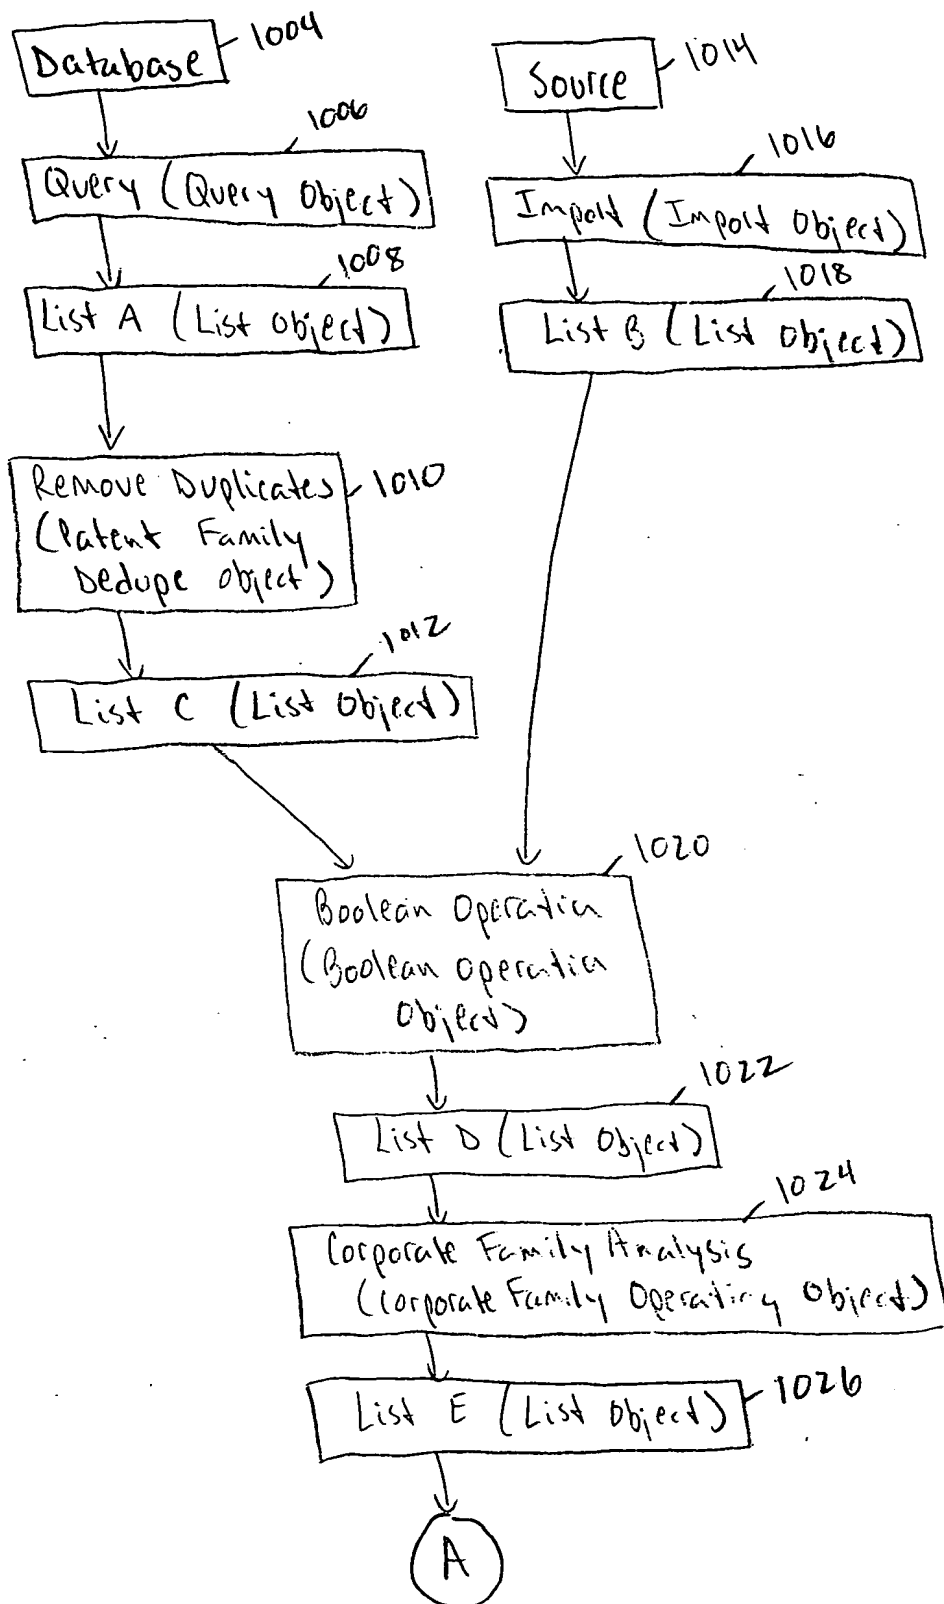 Database
1004
Source
1014
1006
Query (Query Object)
1016
Import (Import Object)
1008
List A (List Object)
1018
List B (List Object)
Remove Duplicates
(Patent Family
Dedupe Object)
1010
1012
List C (List Object)
1020
Boolean Operation
(Boolean Operation
Object)
1022
List D (List Object)
1024
Corporate Family Analysis
(Corporate Family Operating Object)
1026
List E (List Object)
A